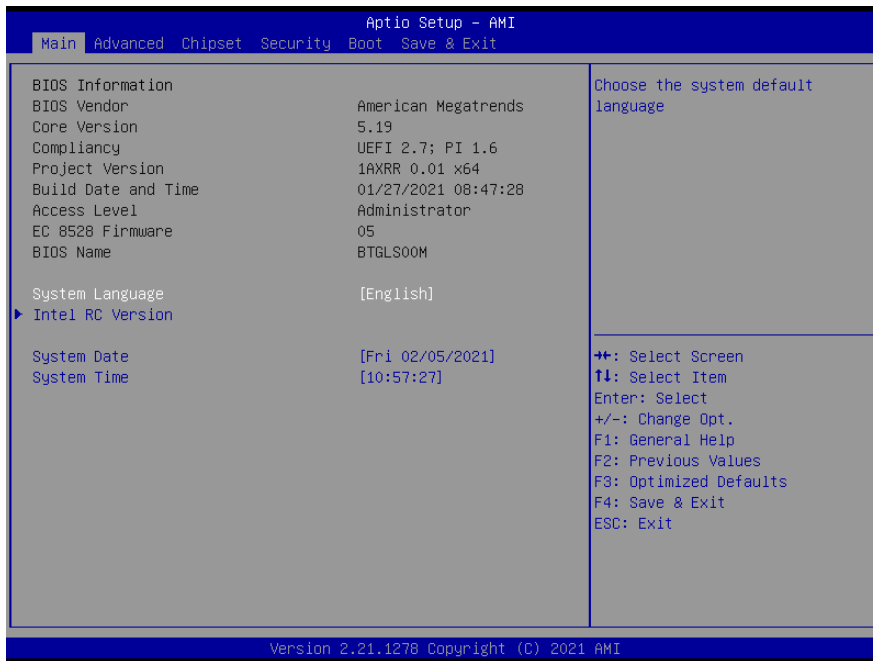 Aptio Setup – AMI
Main Advanced Chipset Security Boot Save & Exit
BIOS Information
BIOS Vendor American Megatrends
Core Version 5.19
Compliancy UEFI 2.7; PI 1.6
Project Version 1AXRR 0.01 x64
Build Date and Time 01/27/2021 08:47:28
Access Level Administrator
EC 8528 Firmware 05
BIOS Name BTGLS00M
System Language [English]
Intel RC Version
System Date [Fri 02/05/2021]
System Time [10:57:27]
Choose the system default
language
→←: Select Screen
↑↓: Select Item
Enter: Select
+/-: Change Opt.
F1: General Help
F2: Previous Values
F3: Optimized Defaults
F4: Save & Exit
ESC: Exit
Version 2.21.1278 Copyright (C) 2021 AMI